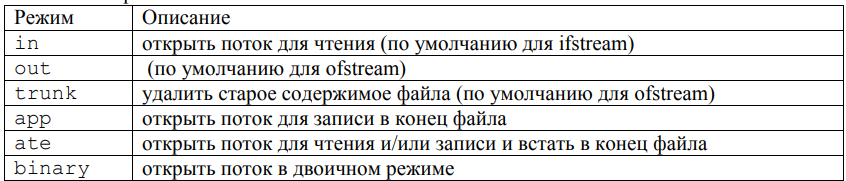 Режим Описание
in открыть поток для чтения (по умолчанию для ifstream)
out (по умолчанию для ofstream)
trunk удалить старое содержимое файла (по умолчанию для ofstream)
app открыть поток для записи в конец файла
ate открыть поток для чтения и/или записи и встать в конец файла
binary открыть поток в двоичном режиме